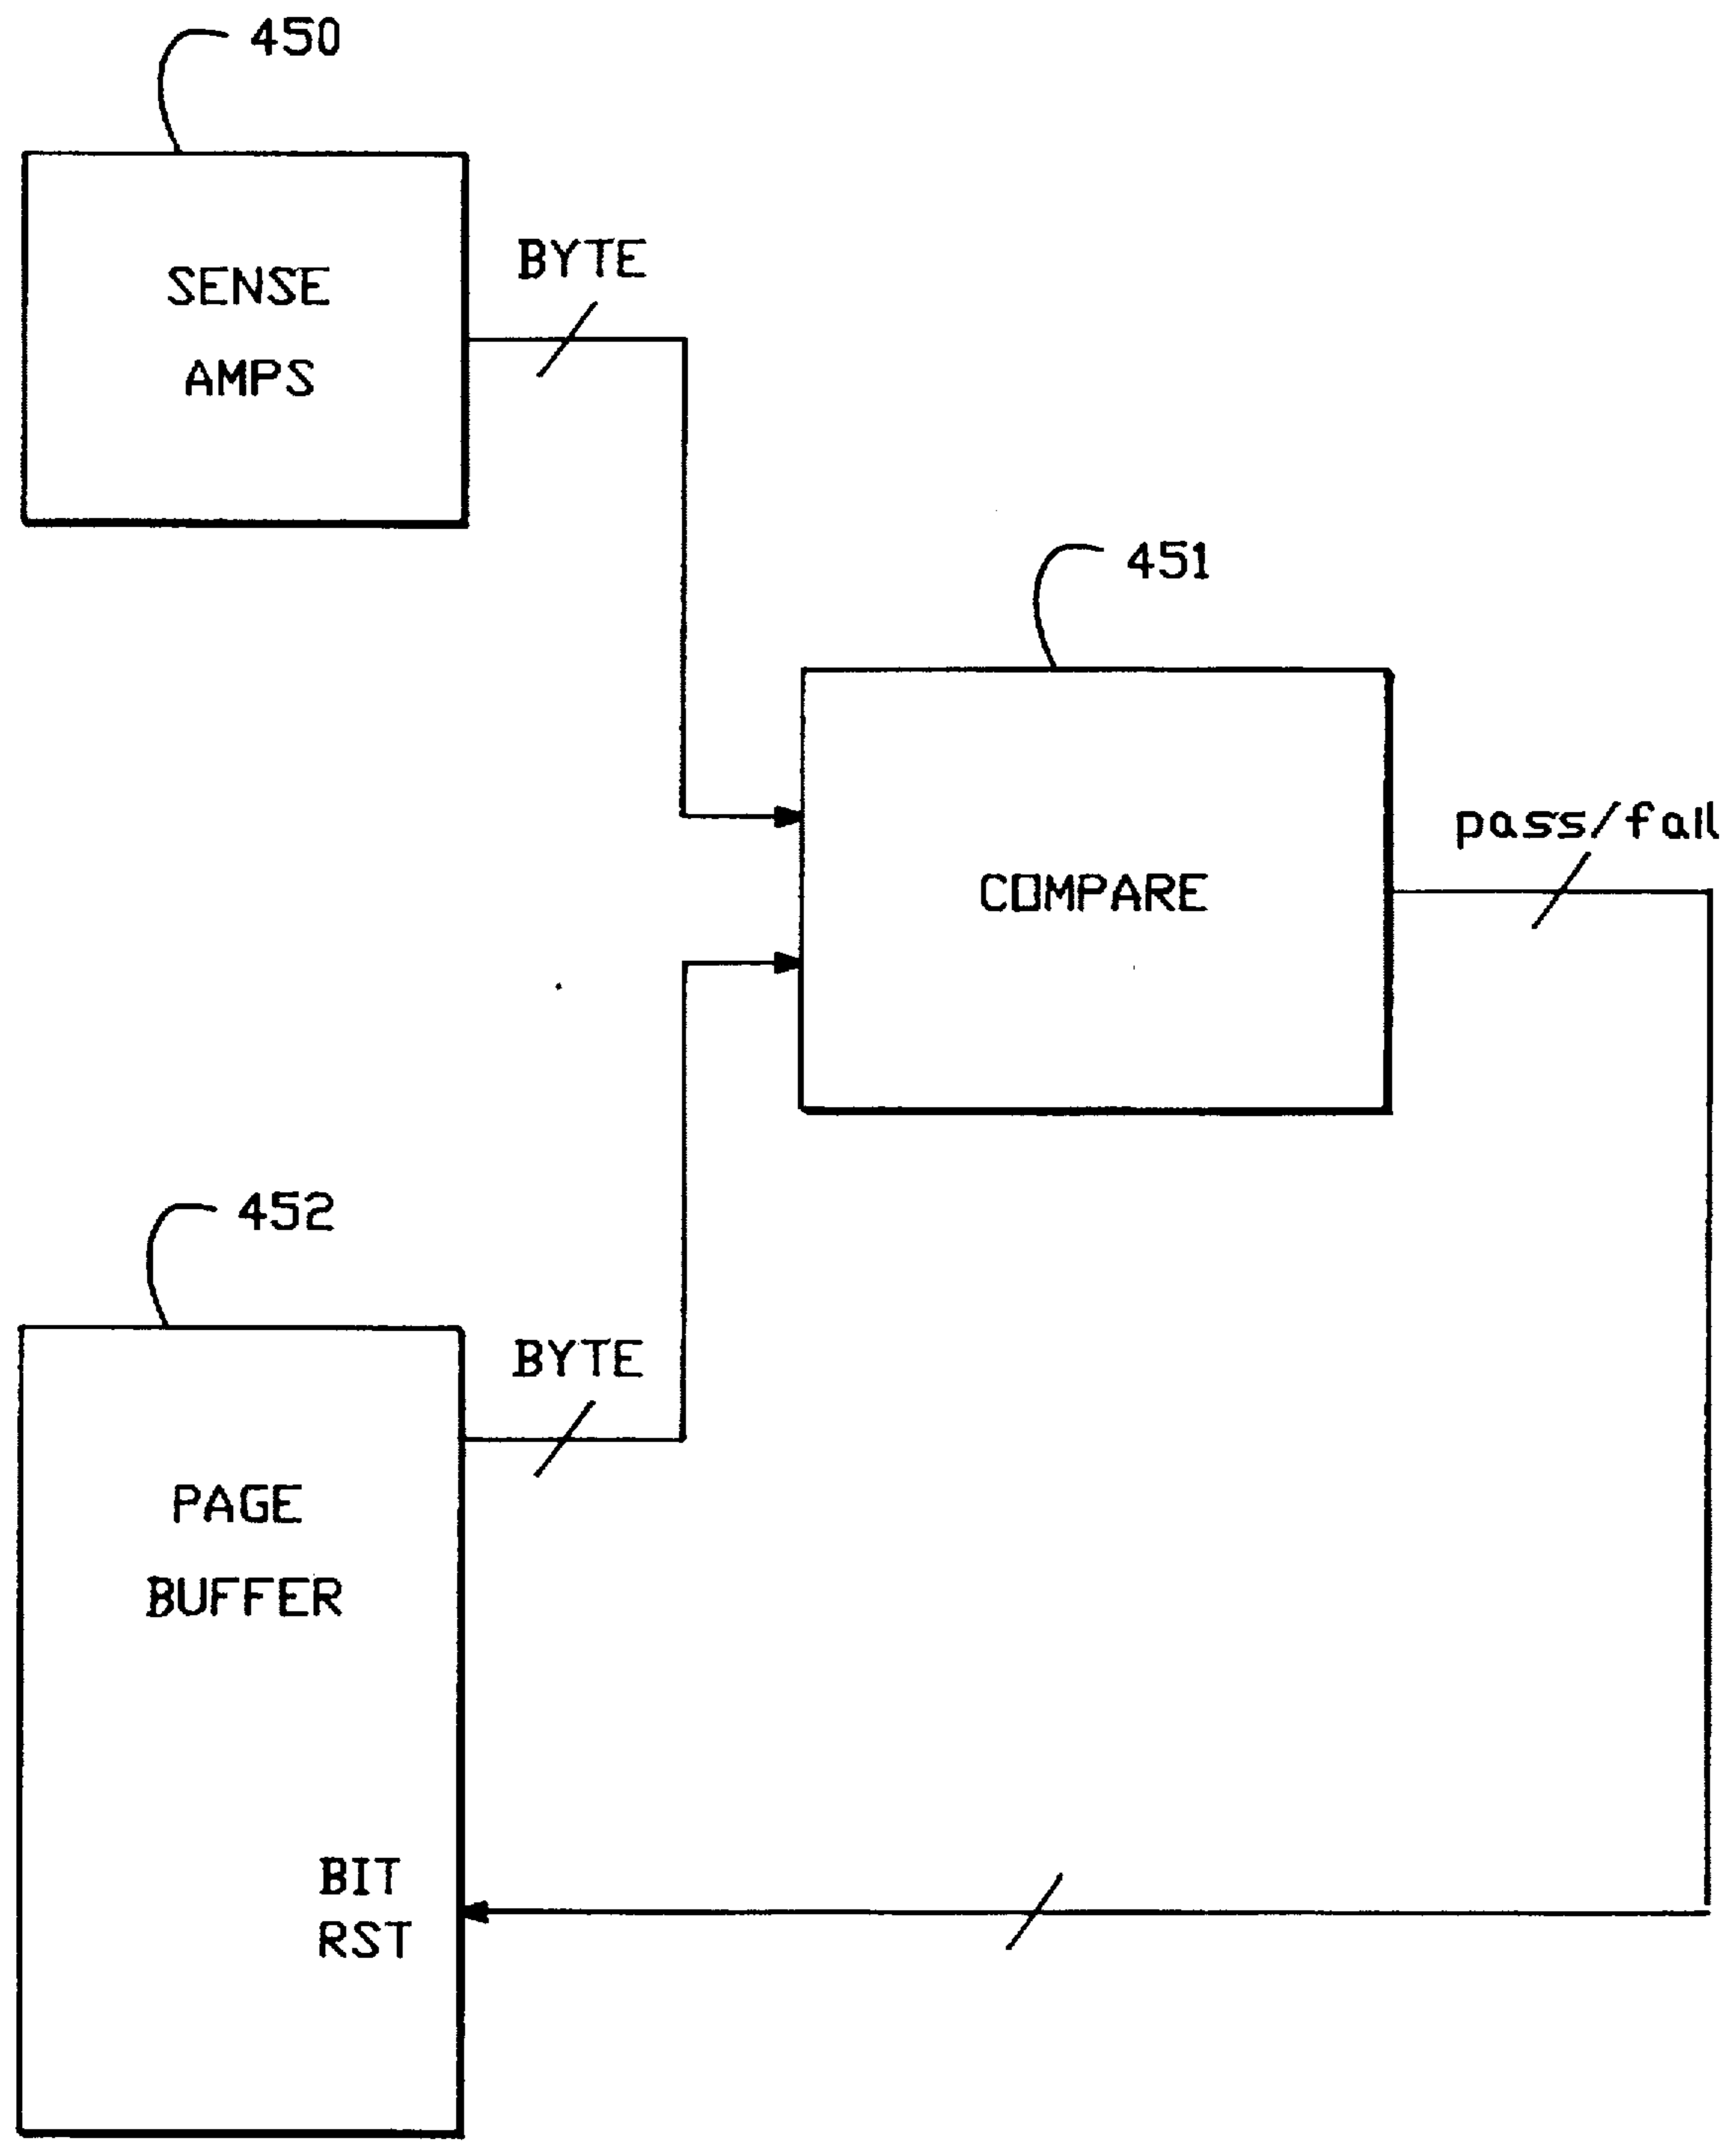 450
SENSE
AMPS
BYTE
451
COMPARE
pass/fail
452
BYTE
PAGE
BUFFER
BIT
RST